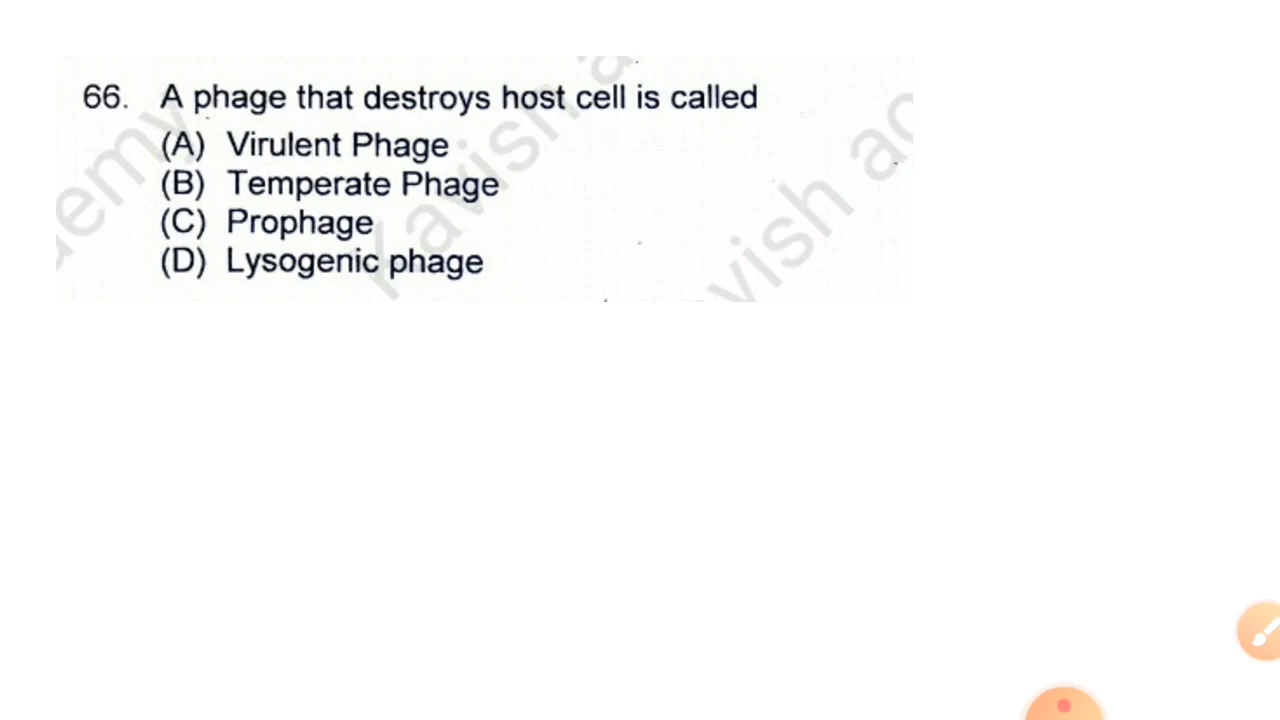 66. A phage that destroys host cell is called
(A) Virulent Phage
(B) Temperate Phage
(C) Prophage
(D) Lysogenic phage